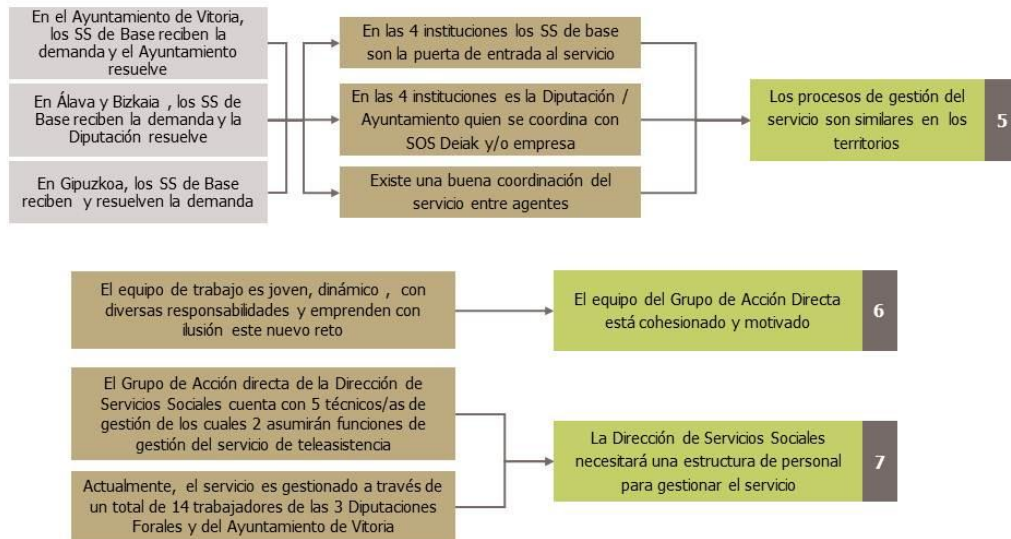 En el Ayuntamiento de Vitoria,
los SS de Base reciben la
demanda y el Ayuntamiento
resuelve
En Álava y Bizkaia , los SS de
Base reciben la demanda y la
Diputación resuelve
En Gipuzkoa, los SS de Base
reciben y resuelven la demanda
En las 4 instituciones los SS de base
son la puerta de entrada al servicio
En las 4 instituciones es la Diputación /
Ayuntamiento quien se coordina con
SOS Deiak y/o empresa
Existe una buena coordinación del
servicio entre agentes
Los procesos de gestión del
servicio son similares en los
territorios
5
El equipo de trabajo es joven, dinámico , con
diversas responsabilidades y emprenden con
ilusión este nuevo reto
El equipo del Grupo de Acción Directa
está cohesionado y motivado
6
El Grupo de Acción directa de la Dirección de
Servicios Sociales cuenta con 5 técnicos/as de
gestión de los cuales 2 asumirán funciones de
gestión del servicio de teleasistencia
Actualmente, el servicio es gestionado a través de
un total de 14 trabajadores de las 3 Diputaciones
Forales y del Ayuntamiento de Vitoria
La Dirección de Servicios Sociales
necesitará una estructura de personal
para gestionar el servicio
7